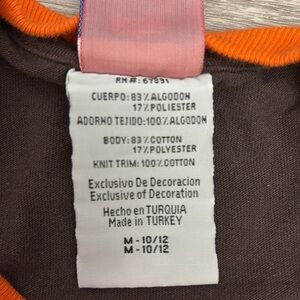 RN#: 67891
CUERPO: 83% ALGODON
17% POLIESTER
ADORNO TEJIDO: 100% ALGODON
BODY: 83% COTTON
17% POLYESTER
KNIT TRIM: 100% COTTON
Exclusivo De Decoracion
Exclusive of Decoration
Hecho en TURQUIA
Made in TURKEY
M - 10/12
M - 10/12